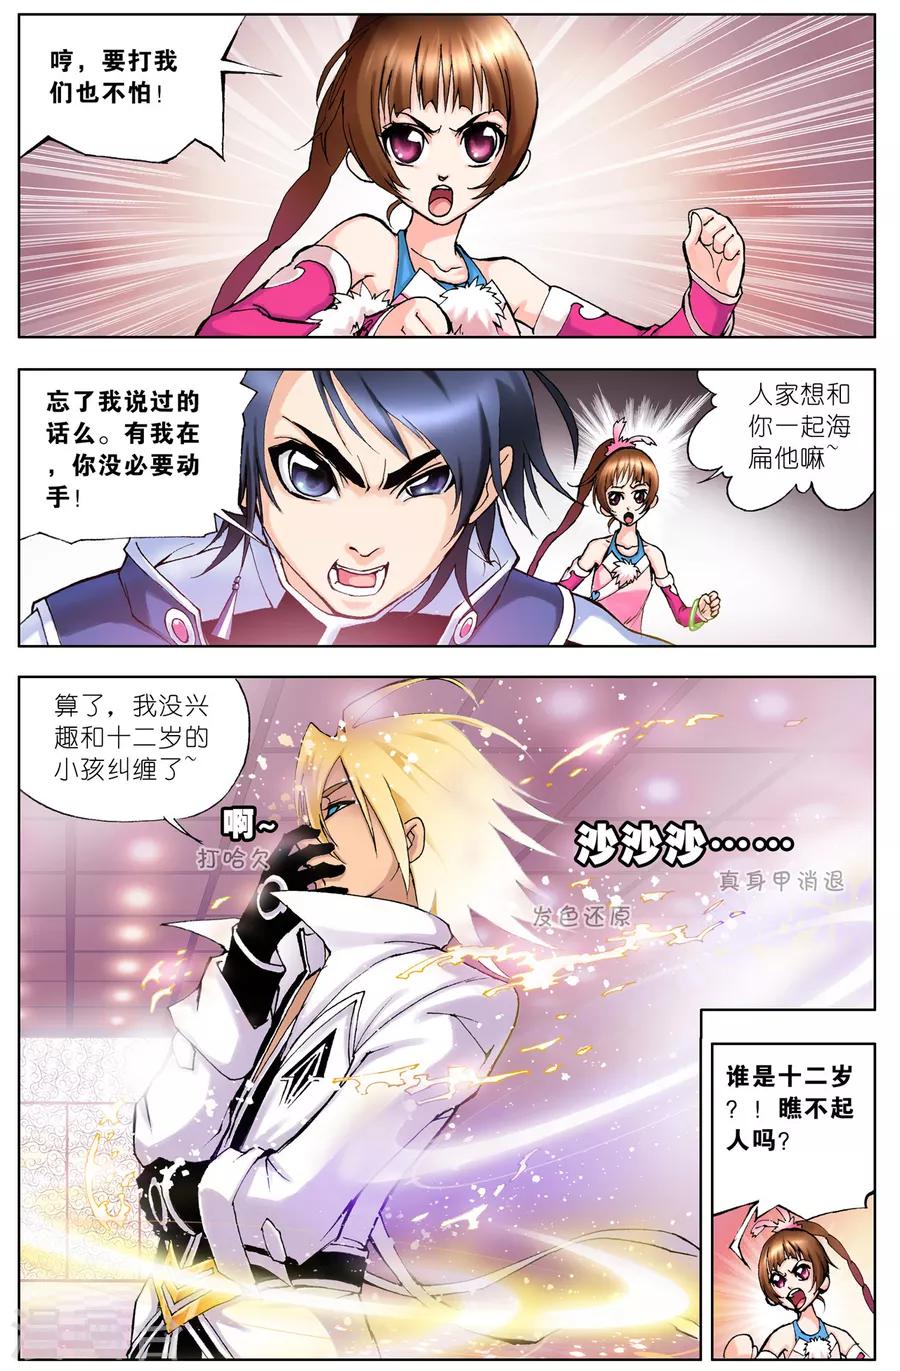 哼，要打我
们也不怕！
忘了我说过的
话么。有我在
，你没必要动
手！
人家想和
你一起海
扁他嘛~
算了，我没兴
趣和十二岁的
小孩纠缠了~
啊~
打哈欠
沙沙沙……
真身甲消退
发色还原
谁是十二岁
？！瞧不起
人吗？